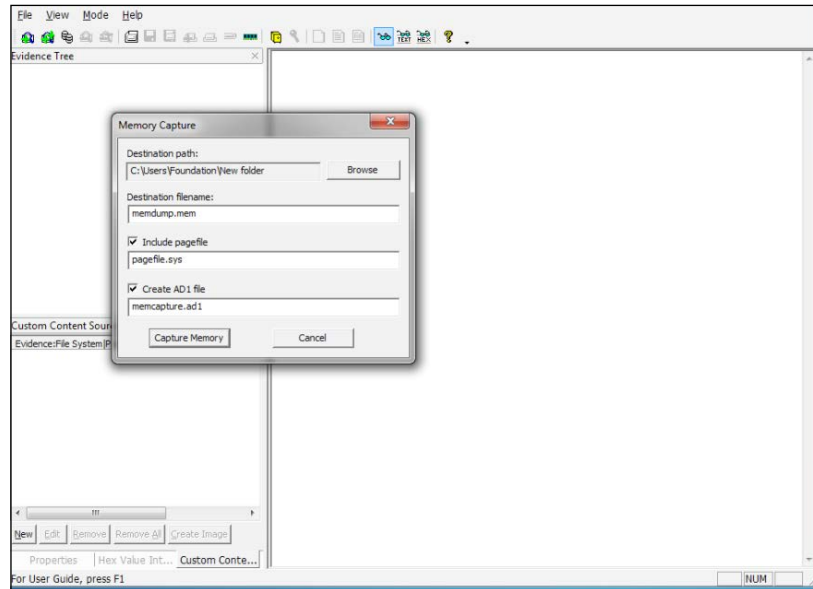 File View Mode Help
TEXT HEX
Evidence Tree
Memory Capture
Destination path:
C:\Users\Foundation\New folder Browse
Destination filename:
memdump.mem
Include pagefile
pagefile.sys
Create AD1 file
memcapture.ad1
Capture Memory Cancel
Custom Content Sour
Evidence:File System|P
New Edit Remove Remove All Create Image
Properties Hex Value Int... Custom Conte...
For User Guide, press F1 NUM